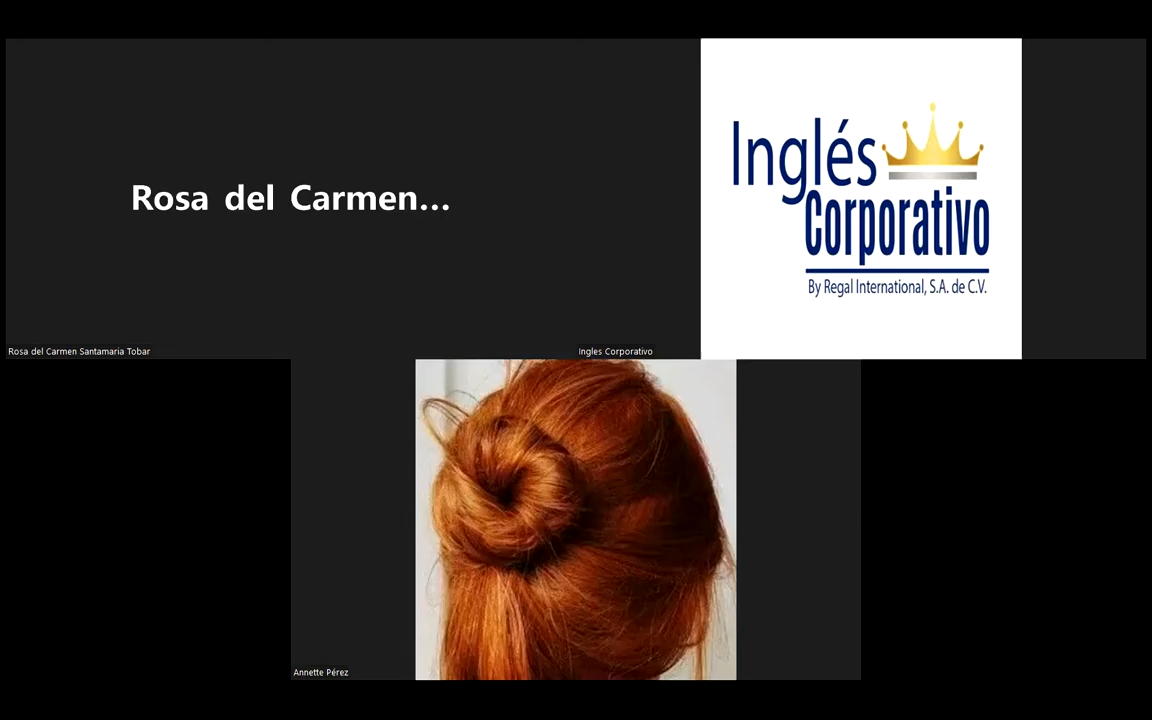 Rosa del Carmen...
Inglés
Corporativo
By Regal International, S.A. de C.V.
Rosa del Carmen Santamaria Tobar
Ingles Corporativo
Annette Pérez